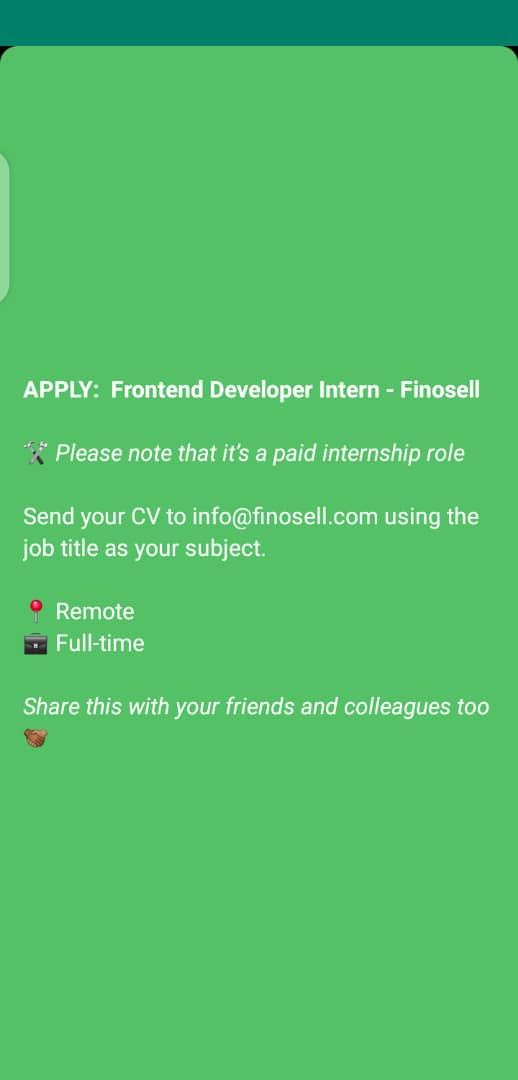 APPLY:  Frontend Developer Intern - Finosell
🛠️ Please note that it's a paid internship role
Send your CV to info@finosell.com using the
job title as your subject.
📍 Remote
💼 Full-time
Share this with your friends and colleagues too
🤝🏾